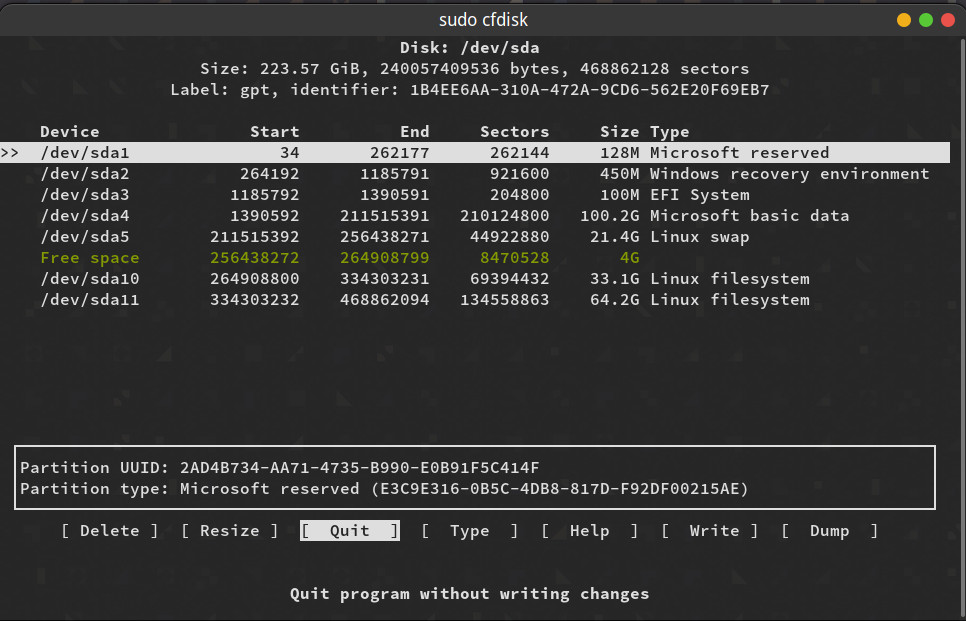 sudo cfdisk
Disk: /dev/sda
Size: 223.57 GiB, 240057409536 bytes, 468862128 sectors
Label: gpt, identifier: 1B4EE6AA-310A-472A-9CD6-562E20F69EB7
Device Start End Sectors Size Type
>> /dev/sda1 34 262177 262144 128M Microsoft reserved
/dev/sda2 264192 1185791 921600 450M Windows recovery environment
/dev/sda3 1185792 1390591 204800 100M EFI System
/dev/sda4 1390592 211515391 210124800 100.2G Microsoft basic data
/dev/sda5 211515392 256438271 44922880 21.4G Linux swap
Free space 256438272 264908799 8470528 4G
/dev/sda10 264908800 334303231 69394432 33.1G Linux filesystem
/dev/sda11 334303232 468862094 134558863 64.2G Linux filesystem
Partition UUID: 2AD4B734-AA71-4735-B990-E0B91F5C414F
Partition type: Microsoft reserved (E3C9E316-0B5C-4DB8-817D-F92DF00215AE)
[ Delete ] [ Resize ] [ Quit ] [ Type ] [ Help ] [ Write ] [ Dump ]
Quit program without writing changes